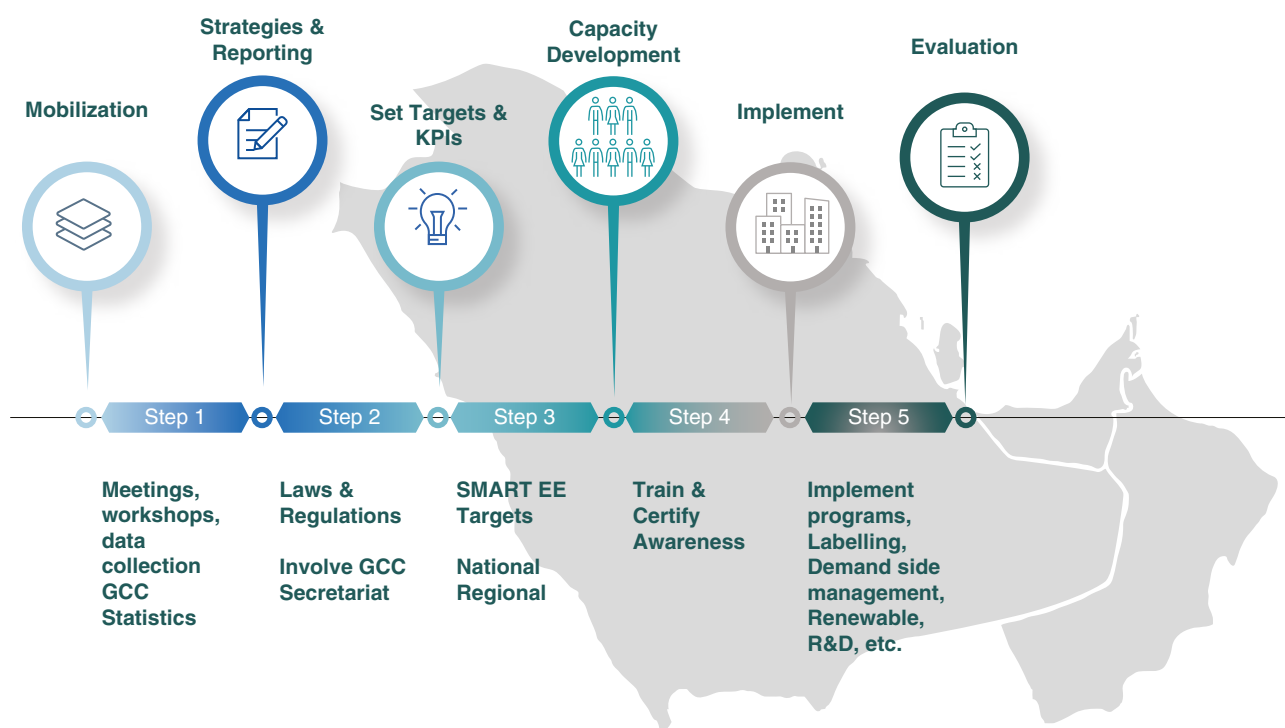 Mobilization
Strategies &
Reporting
Set Targets &
KPIs
Capacity
Development
Implement
Evaluation
Step 1
Step 2
Step 3
Step 4
Step 5
Meetings,
workshops,
data
collection
GCC
Statistics
Laws &
Regulations
Involve GCC
Secretariat
SMART EE
Targets
National
Regional
Train &
Certify
Awareness
Implement
programs,
Labelling,
Demand side
management,
Renewable,
R&D, etc.